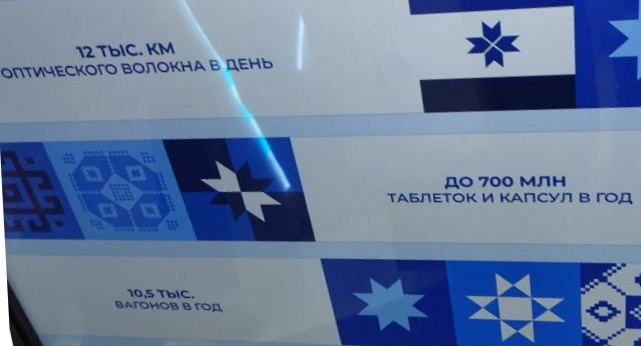 12 ТЫС. КМ
ОПТИЧЕСКОГО ВОЛОКНА В ДЕНЬ
ДО 700 МЛН
ТАБЛЕТОК И КАПСУЛ В ГОД
10,5 ТЫС.
ВАГОНОВ В ГОД